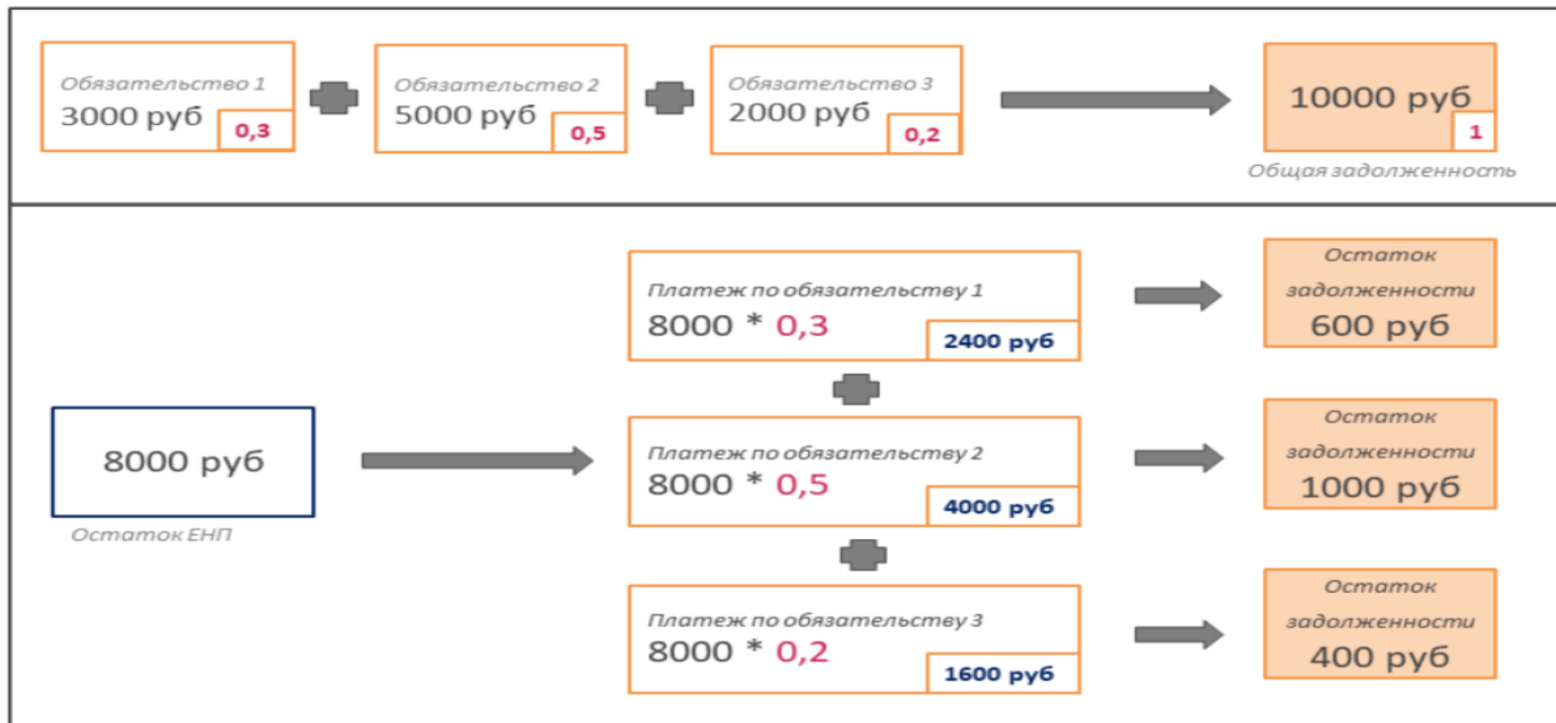 Обязательство 1
3000 руб
0,3
Обязательство 2
5000 руб
0,5
Обязательство 3
2000 руб
0,2
10000 руб
1
Общая задолженность
8000 руб
Остаток ЕНП
Платеж по обязательству 1
8000 * 0,3
2400 руб
Остаток
задолженности
600 руб
Платеж по обязательству 2
8000 * 0,5
4000 руб
Остаток
задолженности
1000 руб
Платеж по обязательству 3
8000 * 0,2
1600 руб
Остаток
задолженности
400 руб